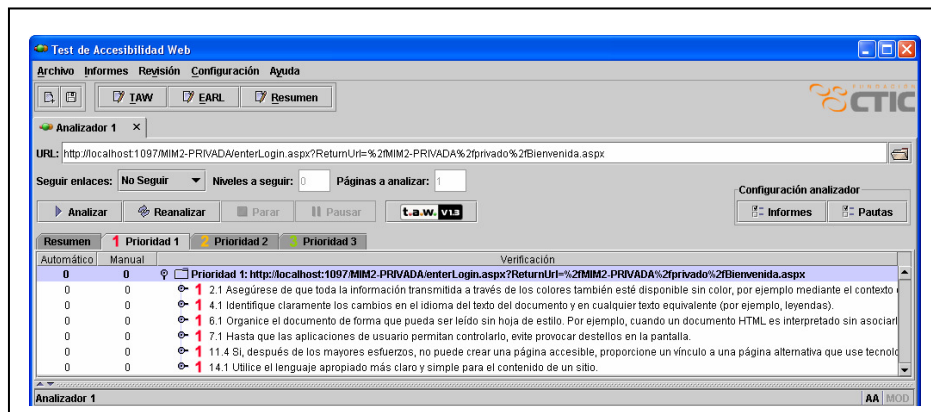 Test de Accesibilidad Web
Archivo Informes Revisión Configuración Ayuda
TAW EARL Resumen
FUNDACIÓN
CTIC
Analizador 1 ×
URL: http://localhost:1097/MIM2-PRIVADA/enterLogin.aspx?ReturnUrl=%2fMIM2-PRIVADA%2fprivado%2fBienvenida.aspx
Seguir enlaces: No Seguir Niveles a seguir: 0 Páginas a analizar: 1
Configuración analizador
Analizar Reanalizar Parar Pausar t.a.w. V1.3 Informes Pautas
Resumen 1 Prioridad 1 2 Prioridad 2 3 Prioridad 3
Automático Manual Verificación
0 0 Prioridad 1: http://localhost:1097/MIM2-PRIVADA/enterLogin.aspx?ReturnUrl=%2fMIM2-PRIVADA%2fprivado%2fBienvenida.aspx
0 0 1 2.1 Asegúrese de que toda la información transmitida a través de los colores también esté disponible sin color, por ejemplo mediante el contexto
0 0 1 4.1 Identifique claramente los cambios en el idioma del texto del documento y en cualquier texto equivalente (por ejemplo, leyendas).
0 0 1 6.1 Organice el documento de forma que pueda ser leído sin hoja de estilo. Por ejemplo, cuando un documento HTML es interpretado sin asociarl
0 0 1 7.1 Hasta que las aplicaciones de usuario permitan controlarlo, evite provocar destellos en la pantalla.
0 0 1 11.4 Si, después de los mayores esfuerzos, no puede crear una página accesible, proporcione un vínculo a una página alternativa que use tecnolo
0 0 1 14.1 Utilice el lenguaje apropiado más claro y simple para el contenido de un sitio.
Analizador 1 AA MOD